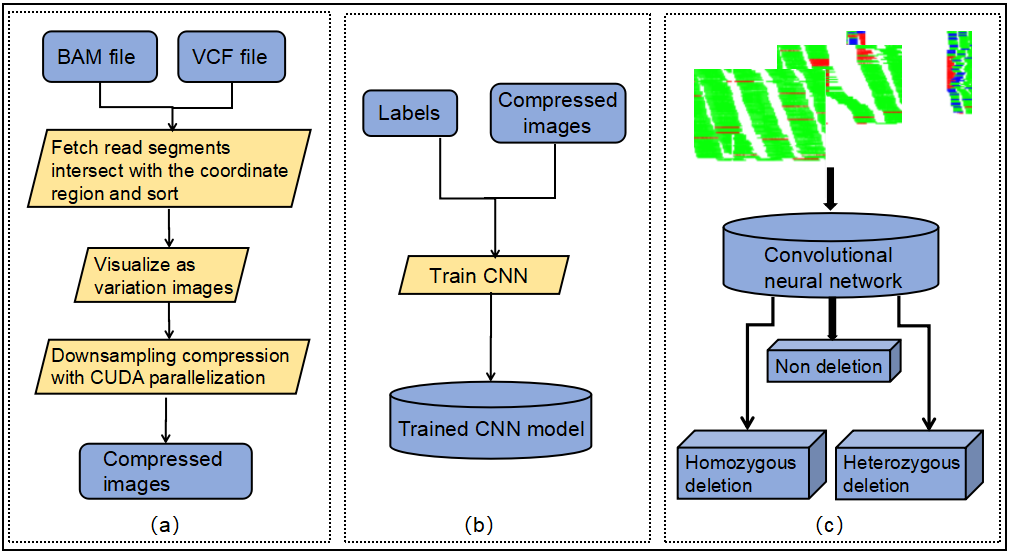 BAM file
VCF file
Fetch read segments
intersect with the coordinate
region and sort
Visualize as
variation images
Downsampling compression
with CUDA parallelization
Compressed
images
(a)
Labels
Compressed
images
Train CNN
Trained CNN model
(b)
Convolutional
neural network
Non deletion
Homozygous
deletion
Heterozygous
deletion
(c)